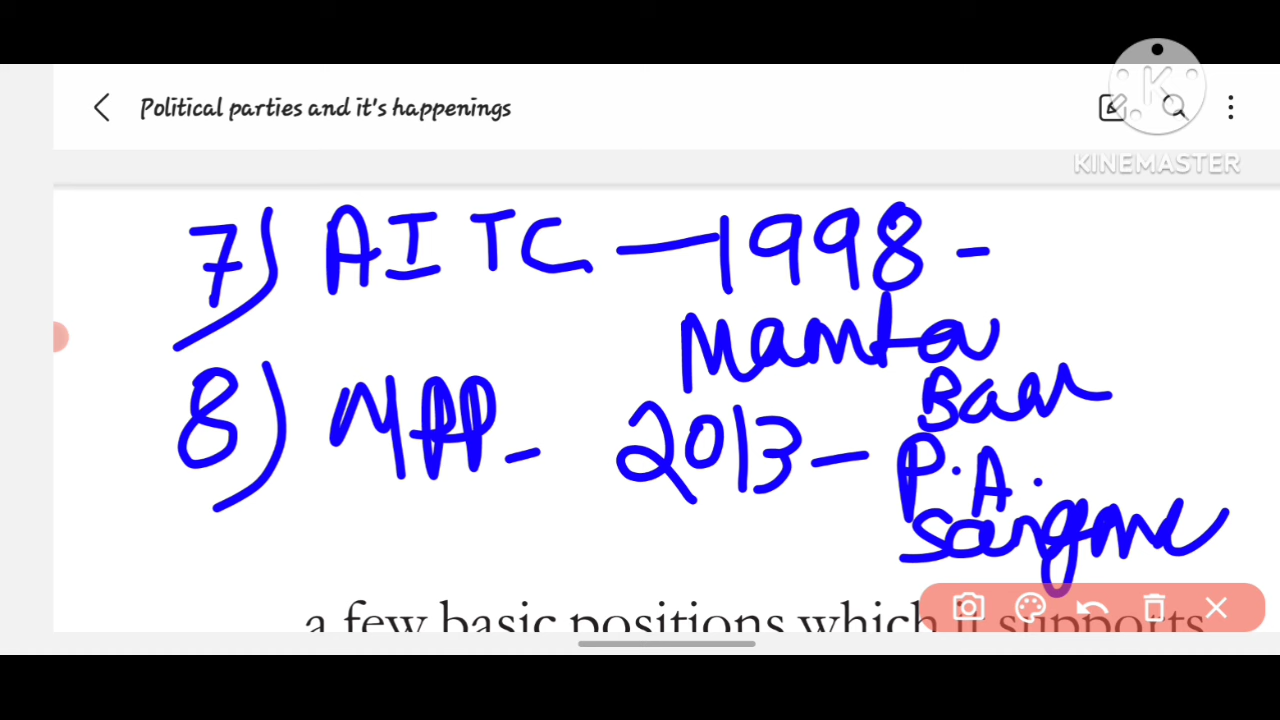 Political parties and it's happenings
K
KINEMASTER
7) AITC — 1998 -
Mamta
Baar
8) NPP - 2013 -
P.A.
Sangma
a few basic positions which it supports